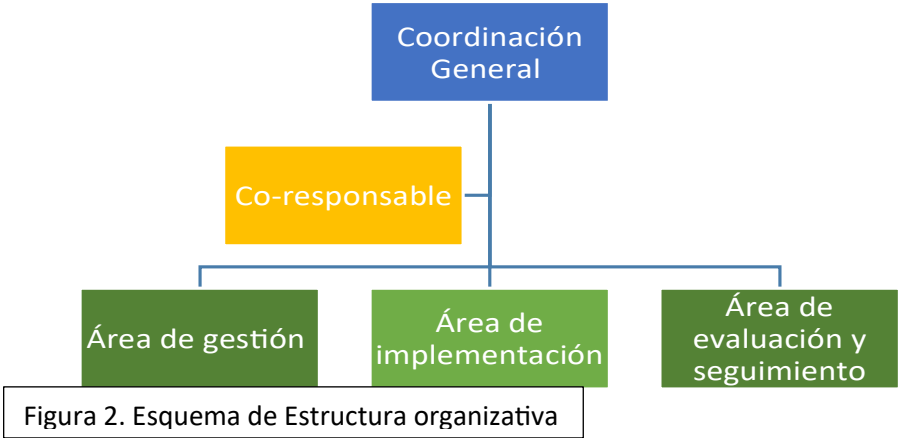 Coordinación
General
Co-responsable
Área de gestión
Área de
implementación
Área de
evaluación y
seguimiento
Figura 2. Esquema de Estructura organizativa